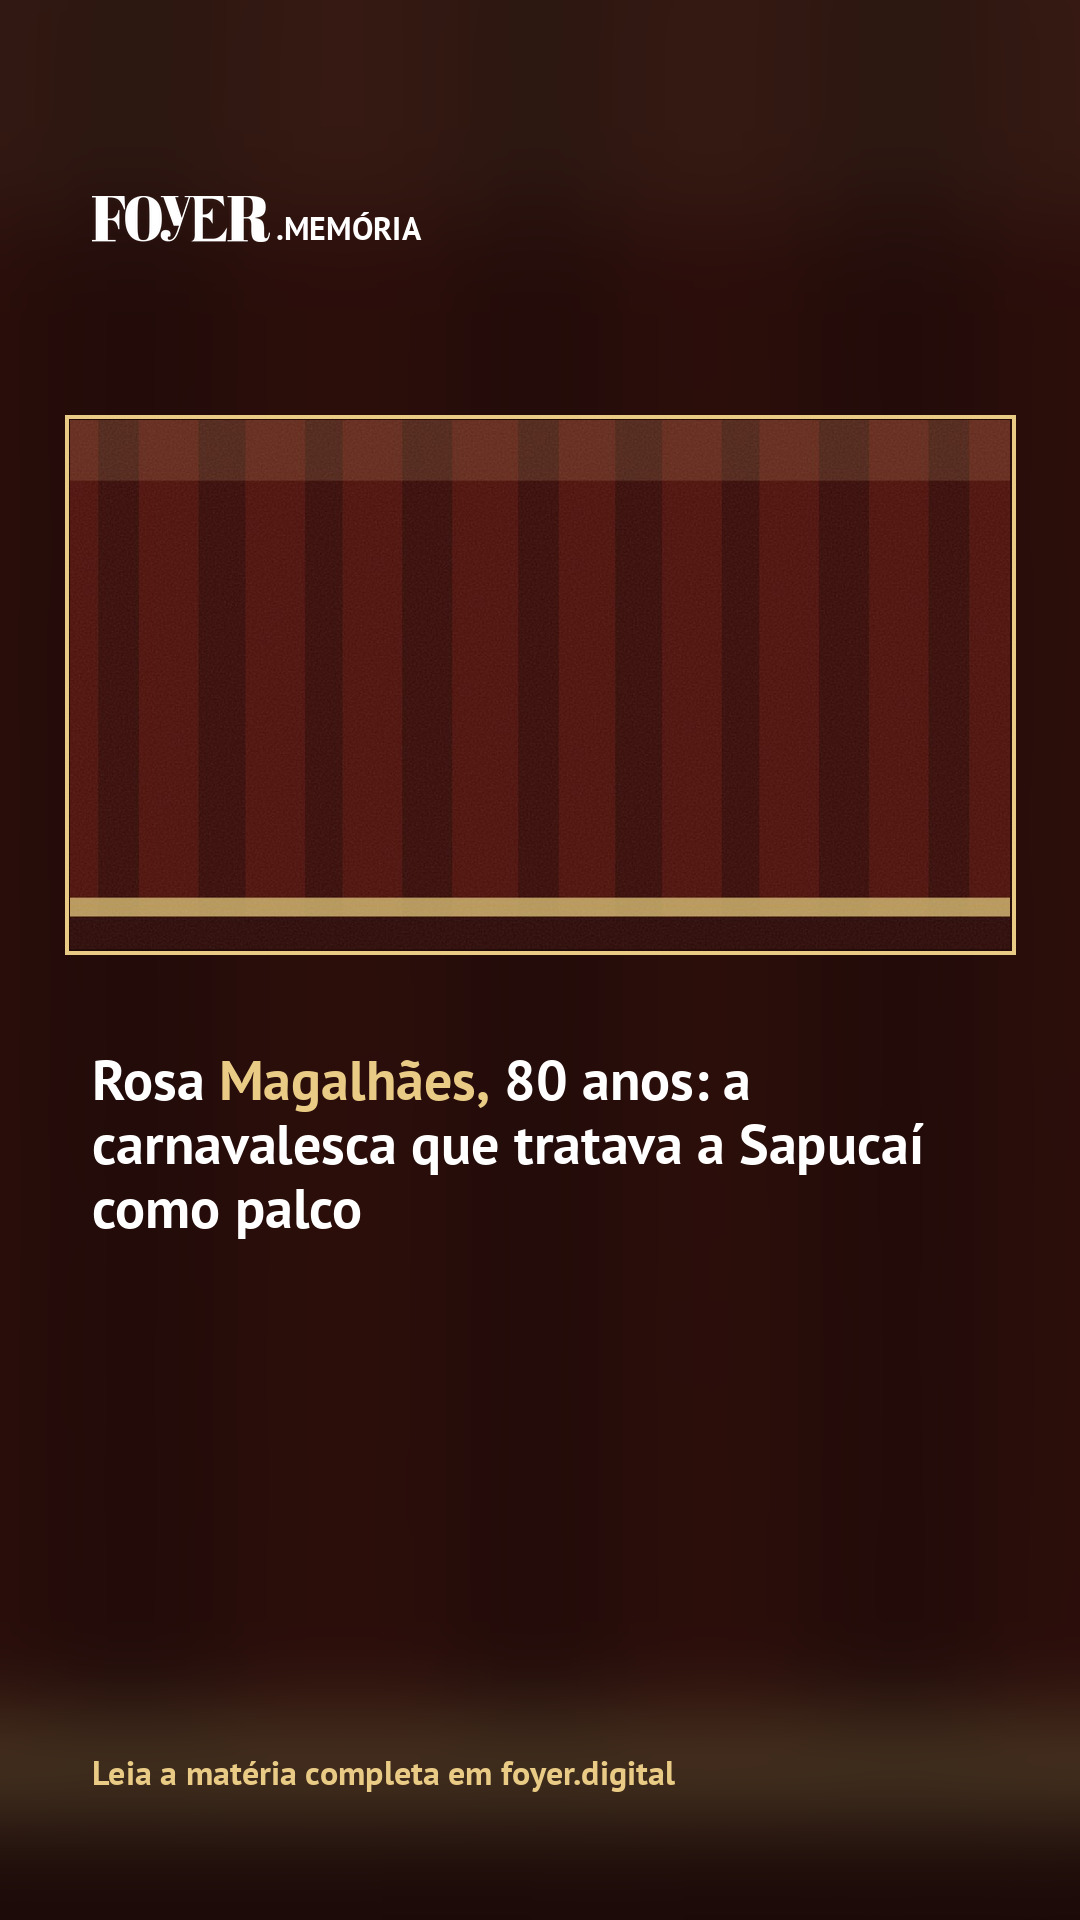 FOYER .MEMÓRIA
Rosa Magalhães, 80 anos: a
carnavalesca que tratava a Sapucaí
como palco
Leia a matéria completa em foyer.digital